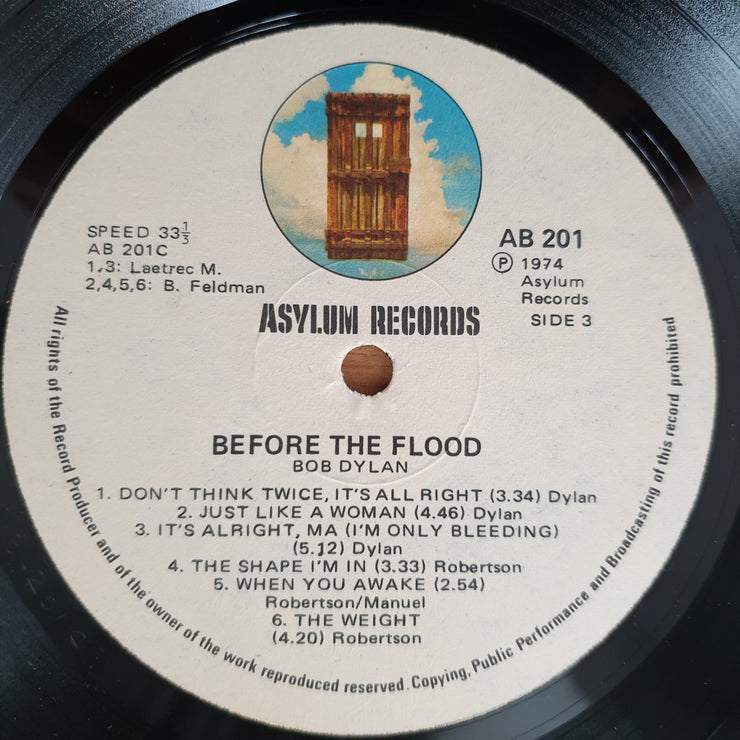 SPEED 33⅓
AB 201C
1,3: Laetrec M.
2,4,5,6: B. Feldman
AB 201
Ⓟ 1974
Asylum
Records
SIDE 3
ASYLUM RECORDS
BEFORE THE FLOOD
BOB DYLAN
1. DON'T THINK TWICE, IT'S ALL RIGHT (3.34) Dylan
2. JUST LIKE A WOMAN (4.46) Dylan
3. IT'S ALRIGHT, MA (I'M ONLY BLEEDING)
(5.12) Dylan
4. THE SHAPE I'M IN (3.33) Robertson
5. WHEN YOU AWAKE (2.54)
Robertson/Manuel
6. THE WEIGHT
(4.20) Robertson
All rights of the Record Producer and of the owner of the work reproduced reserved. Copying, Public Performance and Broadcasting of this record prohibited